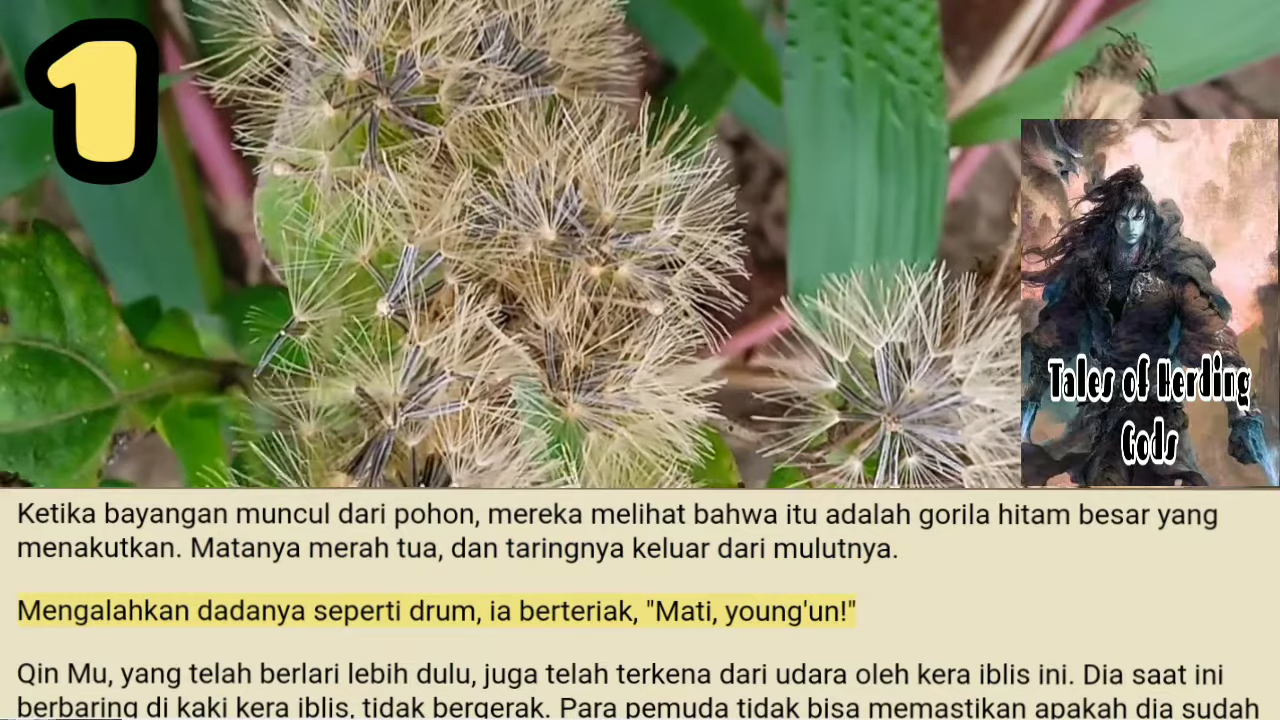 1
Tales of Herding
Gods
Ketika bayangan muncul dari pohon, mereka melihat bahwa itu adalah gorila hitam besar yang
menakutkan. Matanya merah tua, dan taringnya keluar dari mulutnya.
Mengalahkan dadanya seperti drum, ia berteriak, "Mati, young'un!"
Qin Mu, yang telah berlari lebih dulu, juga telah terkena dari udara oleh kera iblis ini. Dia saat ini
berbaring di kaki kera iblis, tidak bergerak. Para pemuda tidak bisa memastikan apakah dia sudah